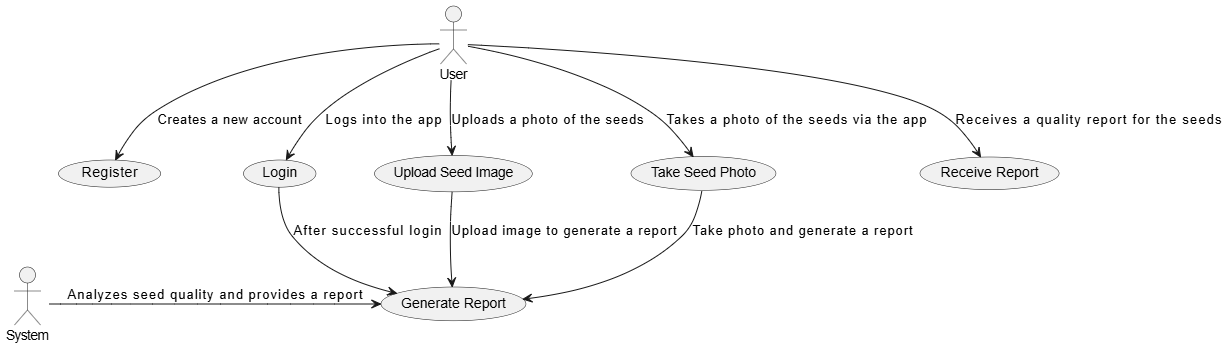 User
Creates a new account
Logs into the app
Uploads a photo of the seeds
Takes a photo of the seeds via the app
Receives a quality report for the seeds
Register
Login
Upload Seed Image
Take Seed Photo
Receive Report
After successful login
Upload image to generate a report
Take photo and generate a report
Analyzes seed quality and provides a report
Generate Report
System